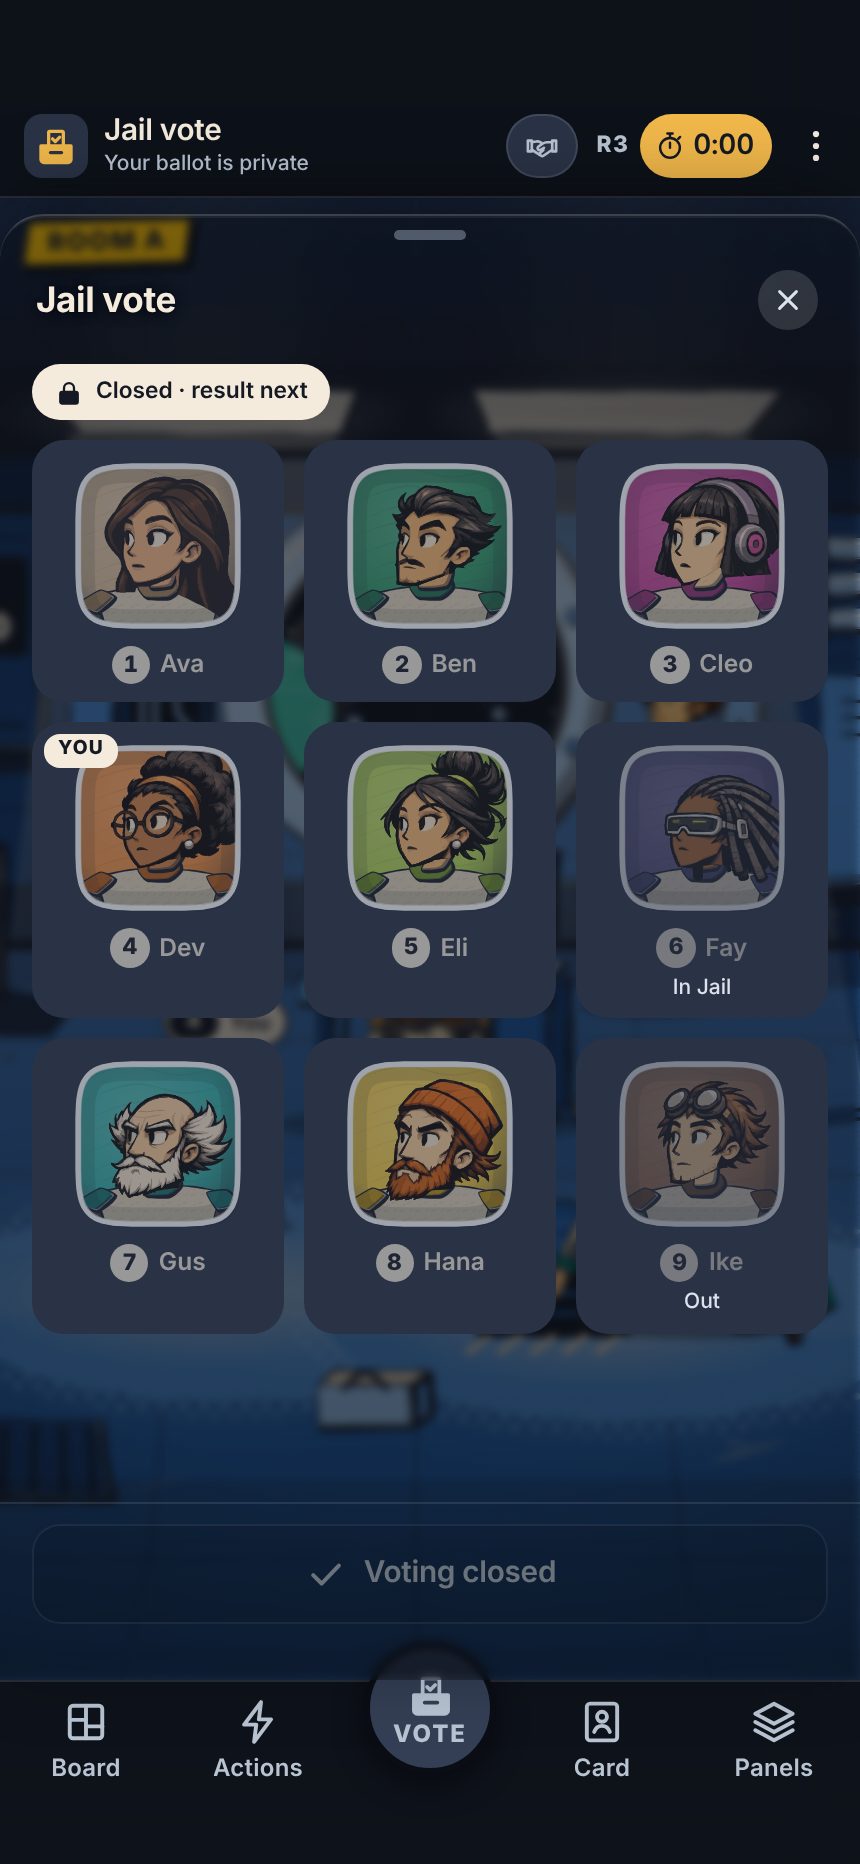 Jail vote
Your ballot is private
R3
0:00
ROOM A
Jail vote
Closed · result next
1 Ava
2 Ben
3 Cleo
YOU
4 Dev
5 Eli
6 Fay
In Jail
7 Gus
8 Hana
9 Ike
Out
Voting closed
Board
Actions
VOTE
Card
Panels